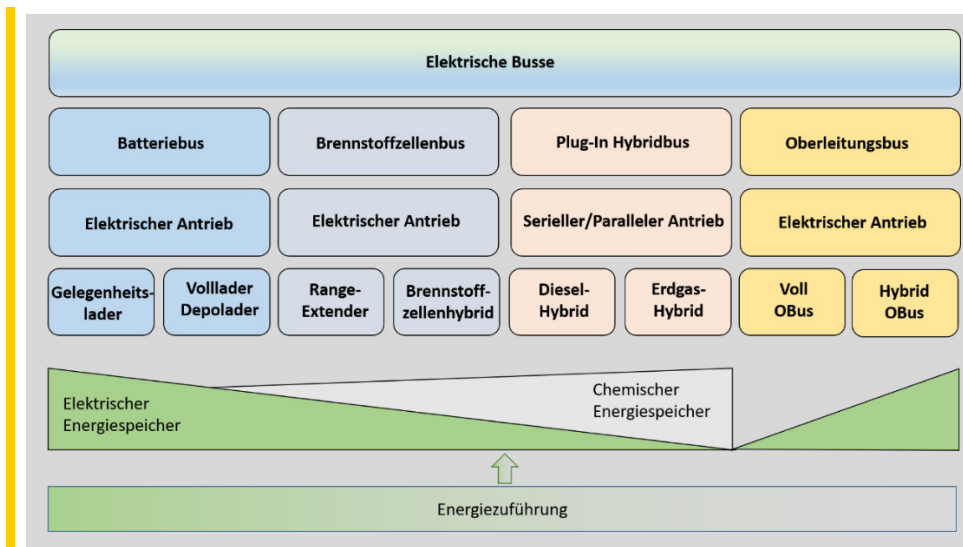 Elektrische Busse
Batteriebus
Brennstoffzellenbus
Plug-In Hybridbus
Oberleitungsbus
Elektrischer Antrieb
Elektrischer Antrieb
Serieller/Paralleler Antrieb
Elektrischer Antrieb
Gelegenheits-
lader
Volllader
Depolader
Range-
Extender
Brennstoff-
zellenhybrid
Diesel-
Hybrid
Erdgas-
Hybrid
Voll
OBus
Hybrid
OBus
Elektrischer
Energiespeicher
Chemischer
Energiespeicher
Energiezuführung